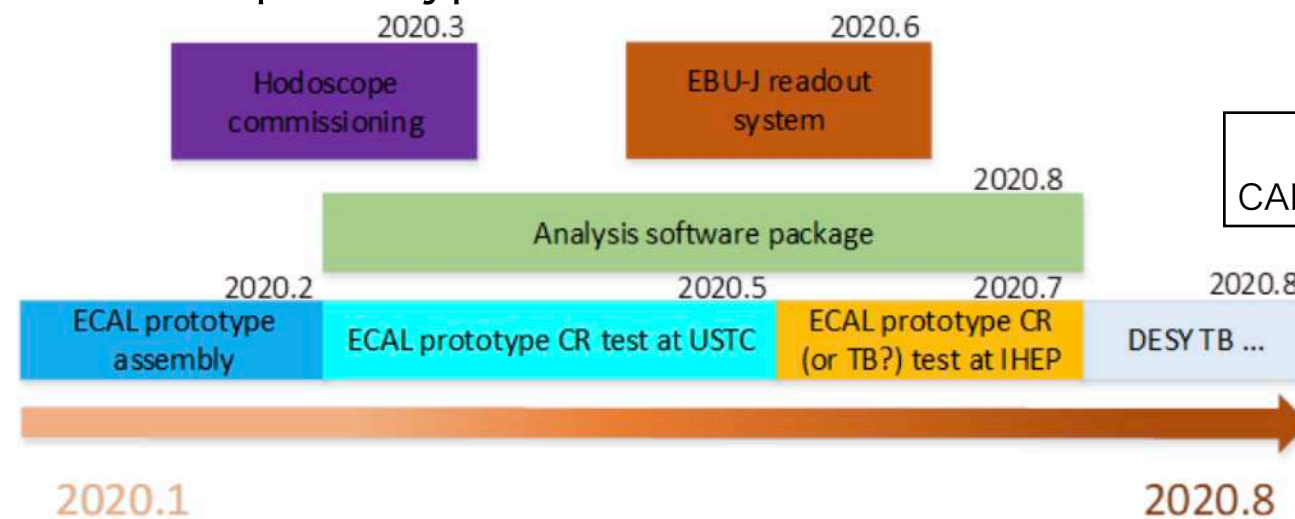 2020.3
2020.6
Hodoscope
commissioning
EBU-J readout
system
2020.8
Analysis software package
2020.2
2020.5
2020.7
2020.8
ECAL prototype
assembly
ECAL prototype CR test at USTC
ECAL prototype CR
(or TB?) test at IHEP
DESY TB ...
2020.1
2020.8